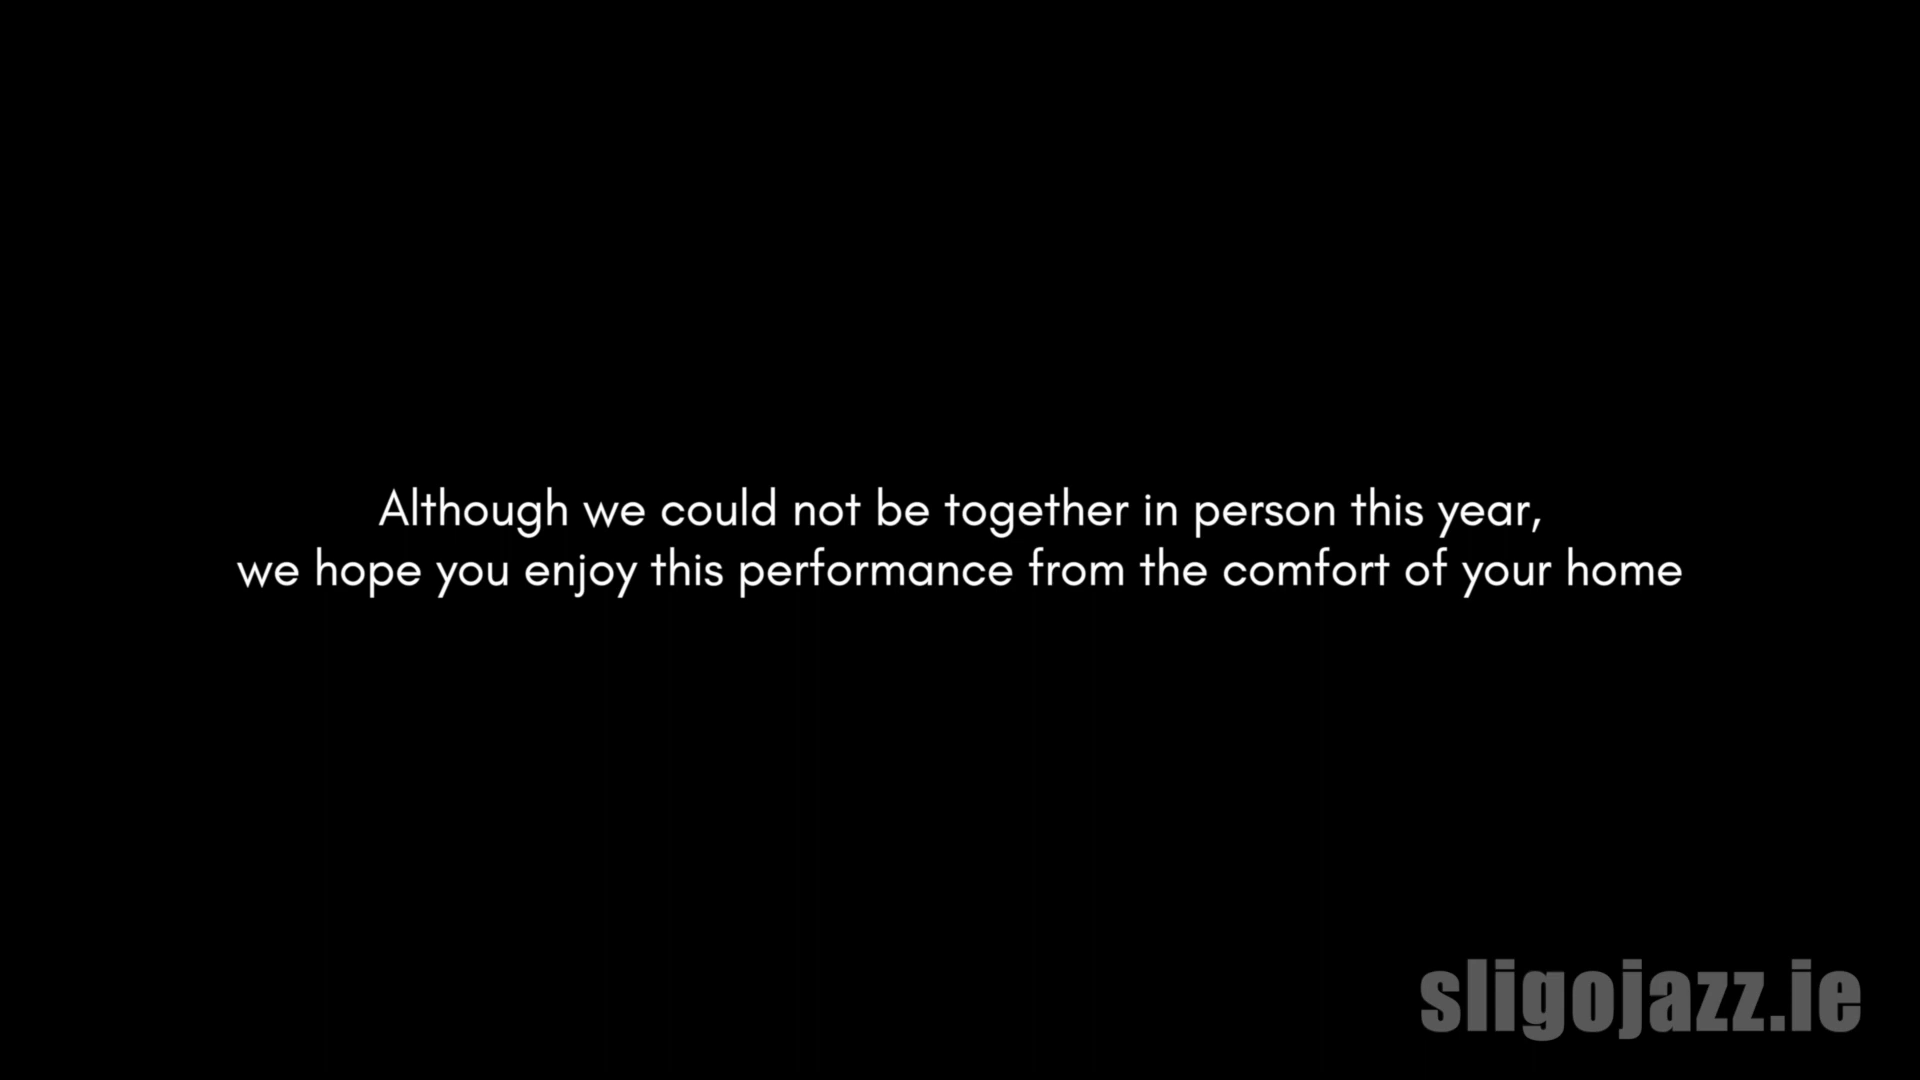 Although we could not be together in person this year,
we hope you enjoy this performance from the comfort of your home
sligojazz.ie